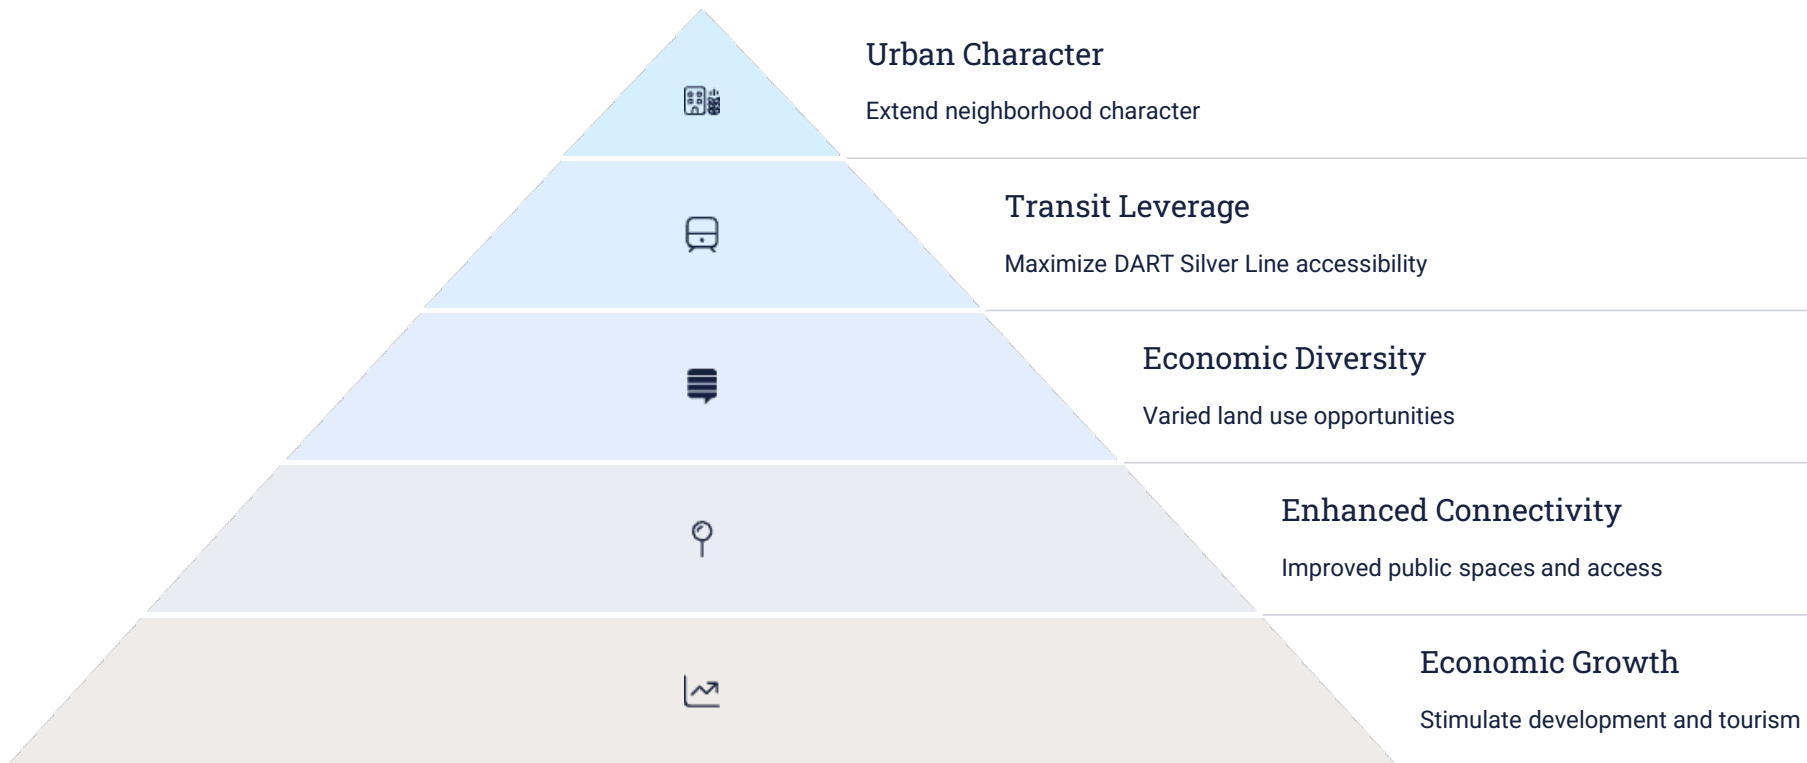 Urban Character
Extend neighborhood character
Transit Leverage
Maximize DART Silver Line accessibility
Economic Diversity
Varied land use opportunities
Enhanced Connectivity
Improved public spaces and access
Economic Growth
Stimulate development and tourism